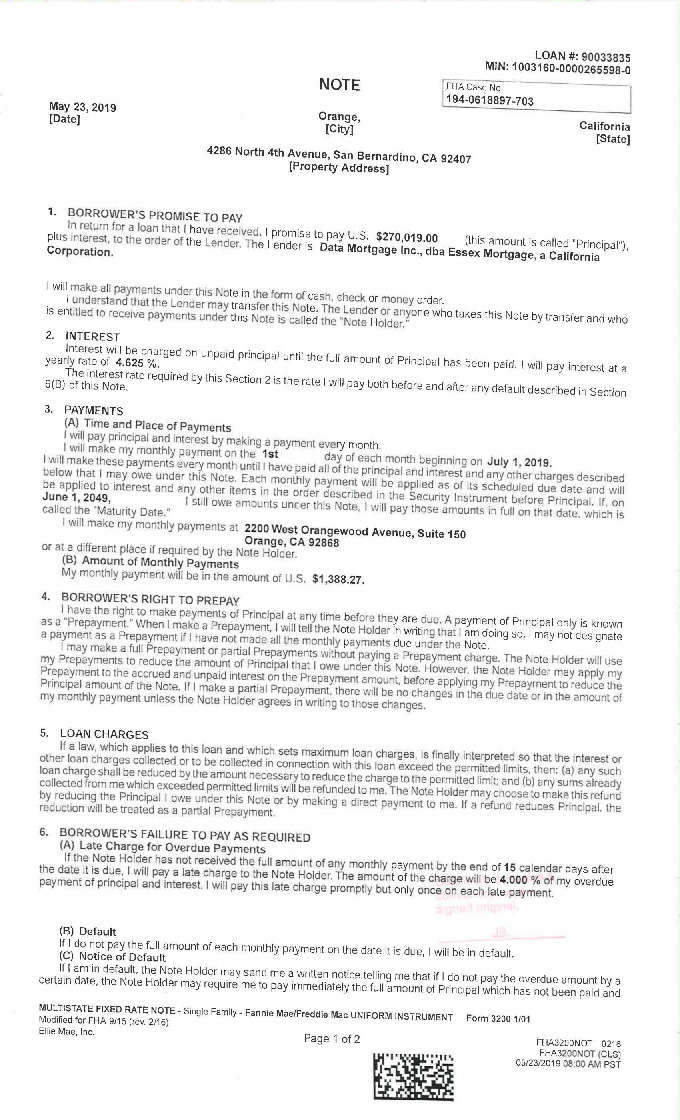 LOAN #: 90033835
MIN: 1003160-0000265598-0
NOTE
FHA Case No.
194-0618897-703
May 23, 2019
[Date]
Orange,
[City]
California
[State]
4286 North 4th Avenue, San Bernardino, CA 92407
[Property Address]
1. BORROWER'S PROMISE TO PAY
In return for a loan that I have received, I promise to pay U.S. $270,019.00 (this amount is called "Principal"),
plus interest, to the order of the Lender. The Lender is Data Mortgage Inc., dba Essex Mortgage, a California
Corporation.
I will make all payments under this Note in the form of cash, check or money order.
I understand that the Lender may transfer this Note. The Lender or anyone who takes this Note by transfer and who
is entitled to receive payments under this Note is called the "Note Holder."
2. INTEREST
Interest will be charged on unpaid principal until the full amount of Principal has been paid. I will pay interest at a
yearly rate of 4.625 %.
The interest rate required by this Section 2 is the rate I will pay both before and after any default described in Section
6(B) of this Note.
3. PAYMENTS
(A) Time and Place of Payments
I will pay principal and interest by making a payment every month.
I will make my monthly payment on the 1st day of each month beginning on July 1, 2019.
I will make these payments every month until I have paid all of the principal and interest and any other charges described
below that I may owe under this Note. Each monthly payment will be applied as of its scheduled due date and will
be applied to interest and any other items in the order described in the Security Instrument before Principal. If, on
June 1, 2049, I still owe amounts under this Note, I will pay those amounts in full on that date, which is
called the "Maturity Date."
I will make my monthly payments at 2200 West Orangewood Avenue, Suite 150
Orange, CA 92868
or at a different place if required by the Note Holder.
(B) Amount of Monthly Payments
My monthly payment will be in the amount of U.S. $1,388.27.
4. BORROWER'S RIGHT TO PREPAY
I have the right to make payments of Principal at any time before they are due. A payment of Principal only is known
as a "Prepayment." When I make a Prepayment, I will tell the Note Holder in writing that I am doing so. I may not designate
a payment as a Prepayment if I have not made all the monthly payments due under the Note.
I may make a full Prepayment or partial Prepayments without paying a Prepayment charge. The Note Holder will use
my Prepayments to reduce the amount of Principal that I owe under this Note. However, the Note Holder may apply my
Prepayment to the accrued and unpaid interest on the Prepayment amount, before applying my Prepayment to reduce the
Principal amount of the Note. If I make a partial Prepayment, there will be no changes in the due date or in the amount of
my monthly payment unless the Note Holder agrees in writing to those changes.
5. LOAN CHARGES
If a law, which applies to this loan and which sets maximum loan charges, is finally interpreted so that the interest or
other loan charges collected or to be collected in connection with this loan exceed the permitted limits, then: (a) any such
loan charge shall be reduced by the amount necessary to reduce the charge to the permitted limit; and (b) any sums already
collected from me which exceeded permitted limits will be refunded to me. The Note Holder may choose to make this refund
by reducing the Principal I owe under this Note or by making a direct payment to me. If a refund reduces Principal, the
reduction will be treated as a partial Prepayment.
6. BORROWER'S FAILURE TO PAY AS REQUIRED
(A) Late Charge for Overdue Payments
If the Note Holder has not received the full amount of any monthly payment by the end of 15 calendar days after
the date it is due, I will pay a late charge to the Note Holder. The amount of the charge will be 4.000 % of my overdue
payment of principal and interest. I will pay this late charge promptly but only once on each late payment.
signed original.
JB.
(B) Default
If I do not pay the full amount of each monthly payment on the date it is due, I will be in default.
(C) Notice of Default
If I am in default, the Note Holder may send me a written notice telling me that if I do not pay the overdue amount by a
certain date, the Note Holder may require me to pay immediately the full amount of Principal which has not been paid and
MULTISTATE FIXED RATE NOTE - Single Family - Fannie Mae/Freddie Mac UNIFORM INSTRUMENT Form 3200 1/01
Modified for FHA 9/15 (rev. 2/16)
Ellie Mae, Inc.
Page 1 of 2
FHA3200NOT 0216
FHA3200NOT (CLS)
05/23/2019 08:00 AM PST